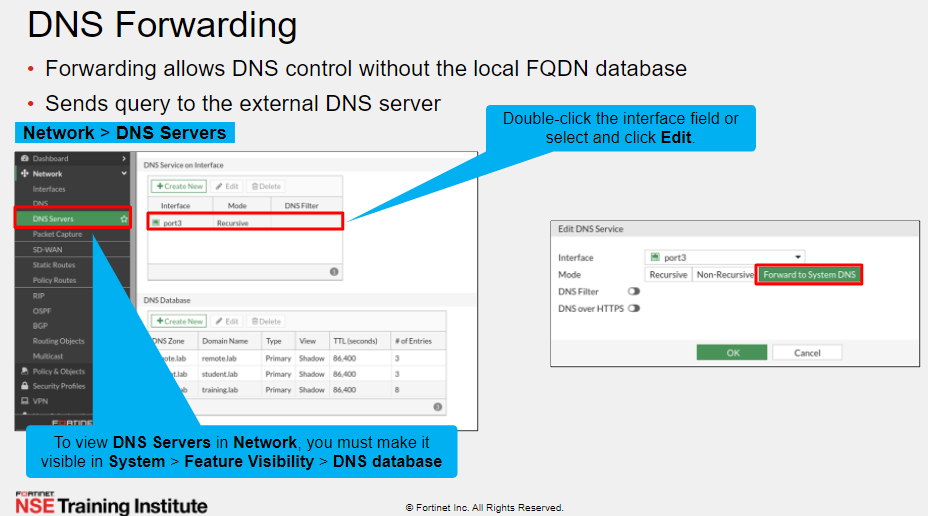 DNS Forwarding
• Forwarding allows DNS control without the local FQDN database
• Sends query to the external DNS server
Network > DNS Servers
Double-click the interface field or
select and click Edit.
Dashboard
Network
Interfaces
DNS
DNS Servers
Packet Capture
SD-WAN
Static Routes
Policy Routes
RIP
OSPF
BGP
Routing Objects
Multicast
Policy & Objects
Security Profiles
VPN
DNS Service on Interface
+ Create New Edit Delete
Interface Mode DNS Filter
port3 Recursive
1
DNS Database
+ Create New Edit Delete
DNS Zone Domain Name Type View TTL (seconds) # of Entries
ote.lab remote.lab Primary Shadow 86,400 3
nt.lab student.lab Primary Shadow 86,400 3
g.lab training.lab Primary Shadow 86,400 8
3
Edit DNS Service
Interface port3
Mode Recursive Non-Recursive Forward to System DNS
DNS Filter
DNS over HTTPS
OK Cancel
To view DNS Servers in Network, you must make it
visible in System > Feature Visibility > DNS database
FORTINET
NSE Training Institute
© Fortinet Inc. All Rights Reserved.